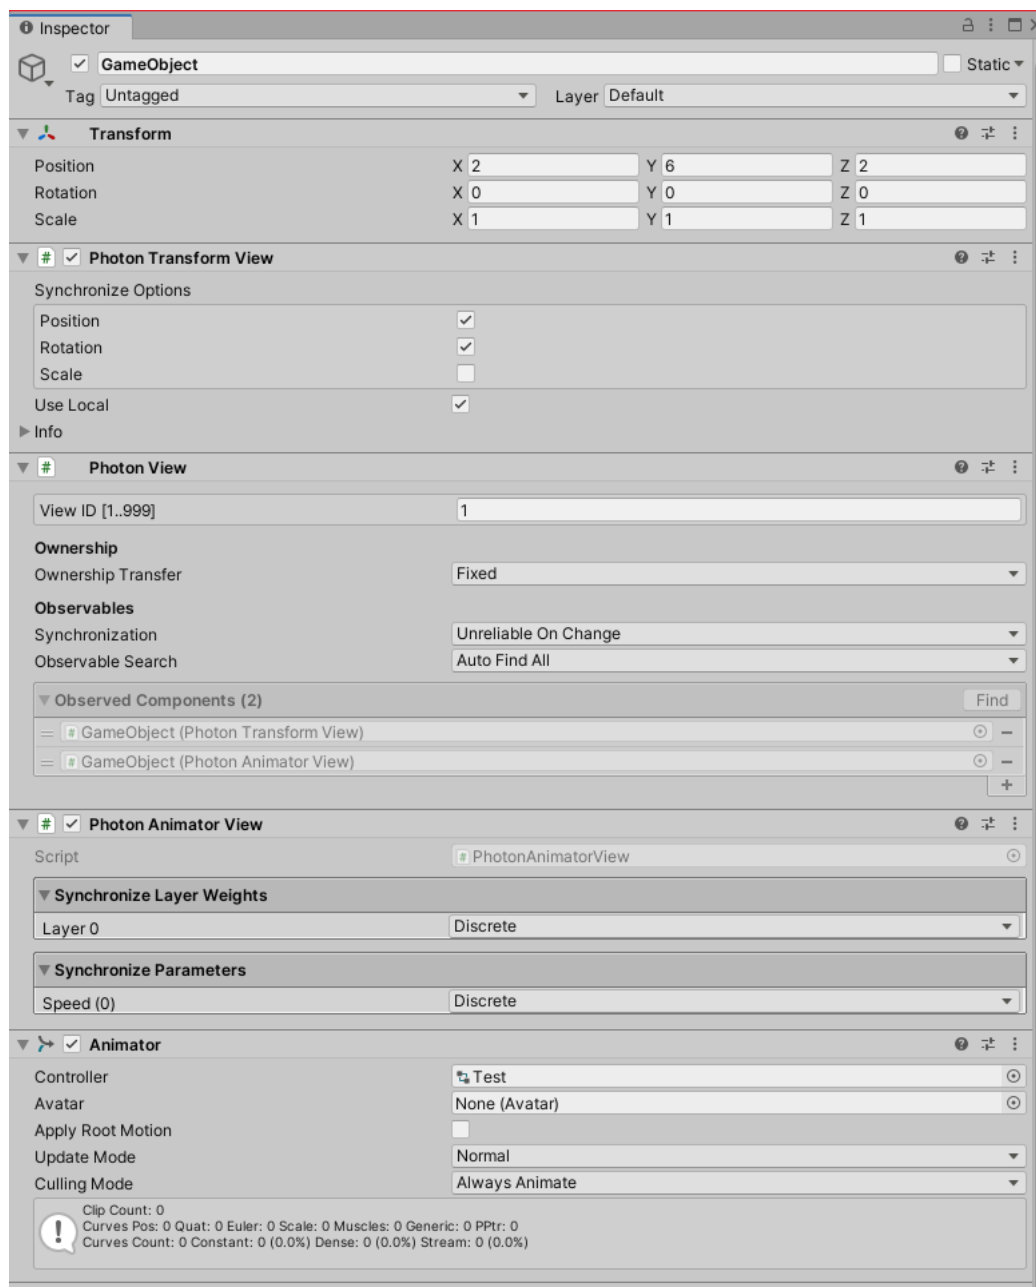 Inspector
GameObject Static
Tag Untagged Layer Default
Transform
Position X 2 Y 6 Z 2
Rotation X 0 Y 0 Z 0
Scale X 1 Y 1 Z 1
# Photon Transform View
Synchronize Options
Position
Rotation
Scale
Use Local
Info
# Photon View
View ID [1..999] 1
Ownership
Ownership Transfer Fixed
Observables
Synchronization Unreliable On Change
Observable Search Auto Find All
Observed Components (2) Find
# GameObject (Photon Transform View)
# GameObject (Photon Animator View)
# Photon Animator View
Script # PhotonAnimatorView
Synchronize Layer Weights
Layer 0 Discrete
Synchronize Parameters
Speed (0) Discrete
Animator
Controller Test
Avatar None (Avatar)
Apply Root Motion
Update Mode Normal
Culling Mode Always Animate
Clip Count: 0
Curves Pos: 0 Quat: 0 Euler: 0 Scale: 0 Muscles: 0 Generic: 0 PPtr: 0
Curves Count: 0 Constant: 0 (0.0%) Dense: 0 (0.0%) Stream: 0 (0.0%)